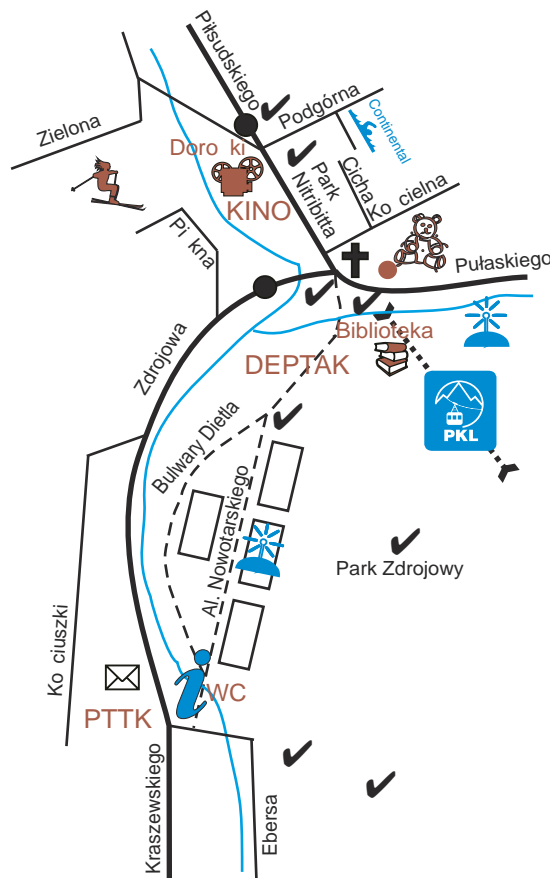 Piłsudskiego
Podgórna
Continental
Zielona
Doro ki
KINO
Park
Nitribitta
Cicha
Ko cielna
Pi kna
Pułaskiego
Zdrojowa
Biblioteka
DEPTAK
PKL
Bulwary Dietla
Al. Nowotarskiego
Park Zdrojowy
Ko ciuszki
WC
PTTK
Kraszewskiego
Ebersa